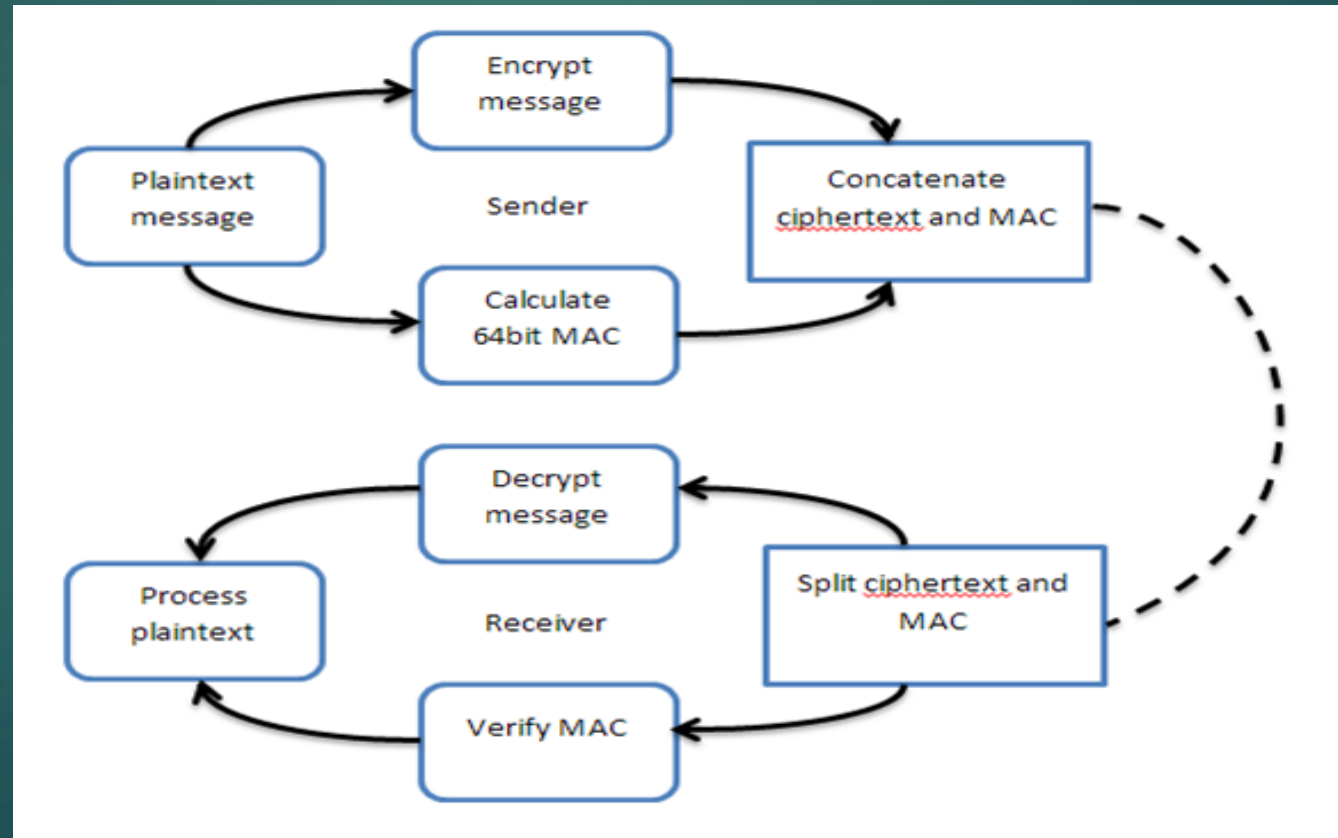 Encrypt
message
Plaintext
message
Sender
Concatenate
ciphertext and MAC
Calculate
64bit MAC
Decrypt
message
Process
plaintext
Receiver
Split ciphertext and
MAC
Verify MAC